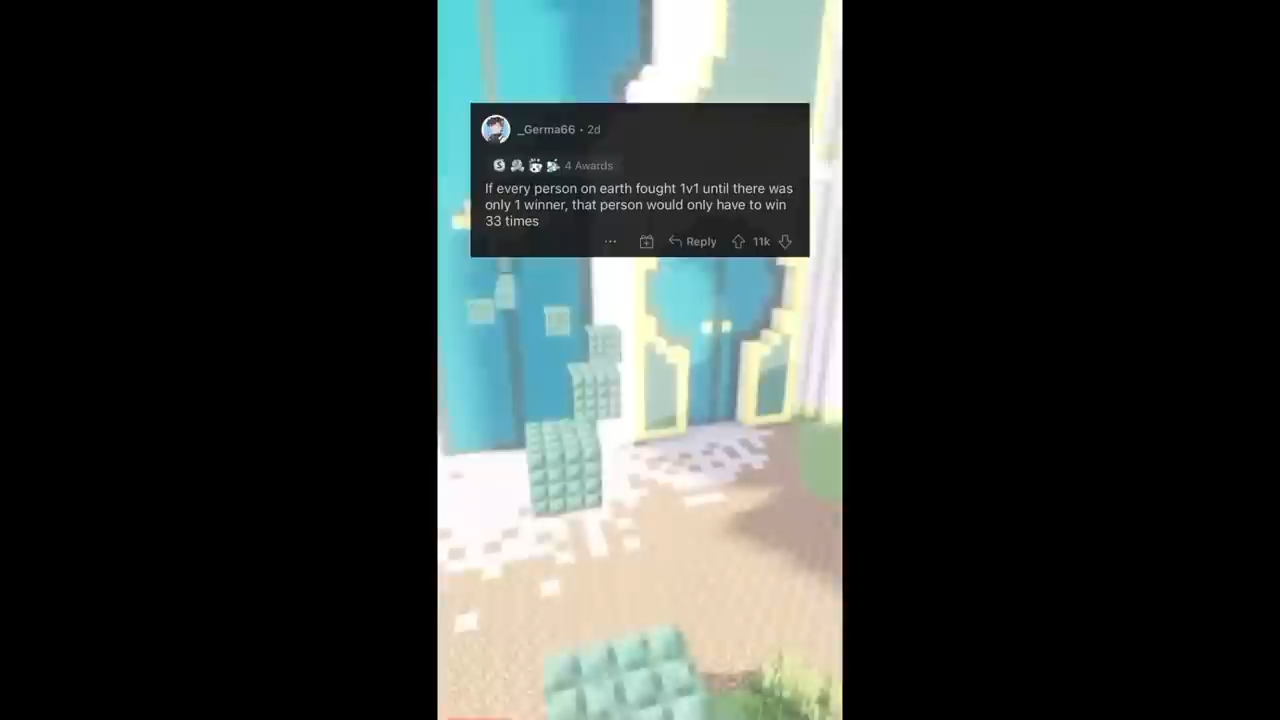 _Germa66 · 2d
4 Awards
If every person on earth fought 1v1 until there was
only 1 winner, that person would only have to win
33 times
... Reply 11k